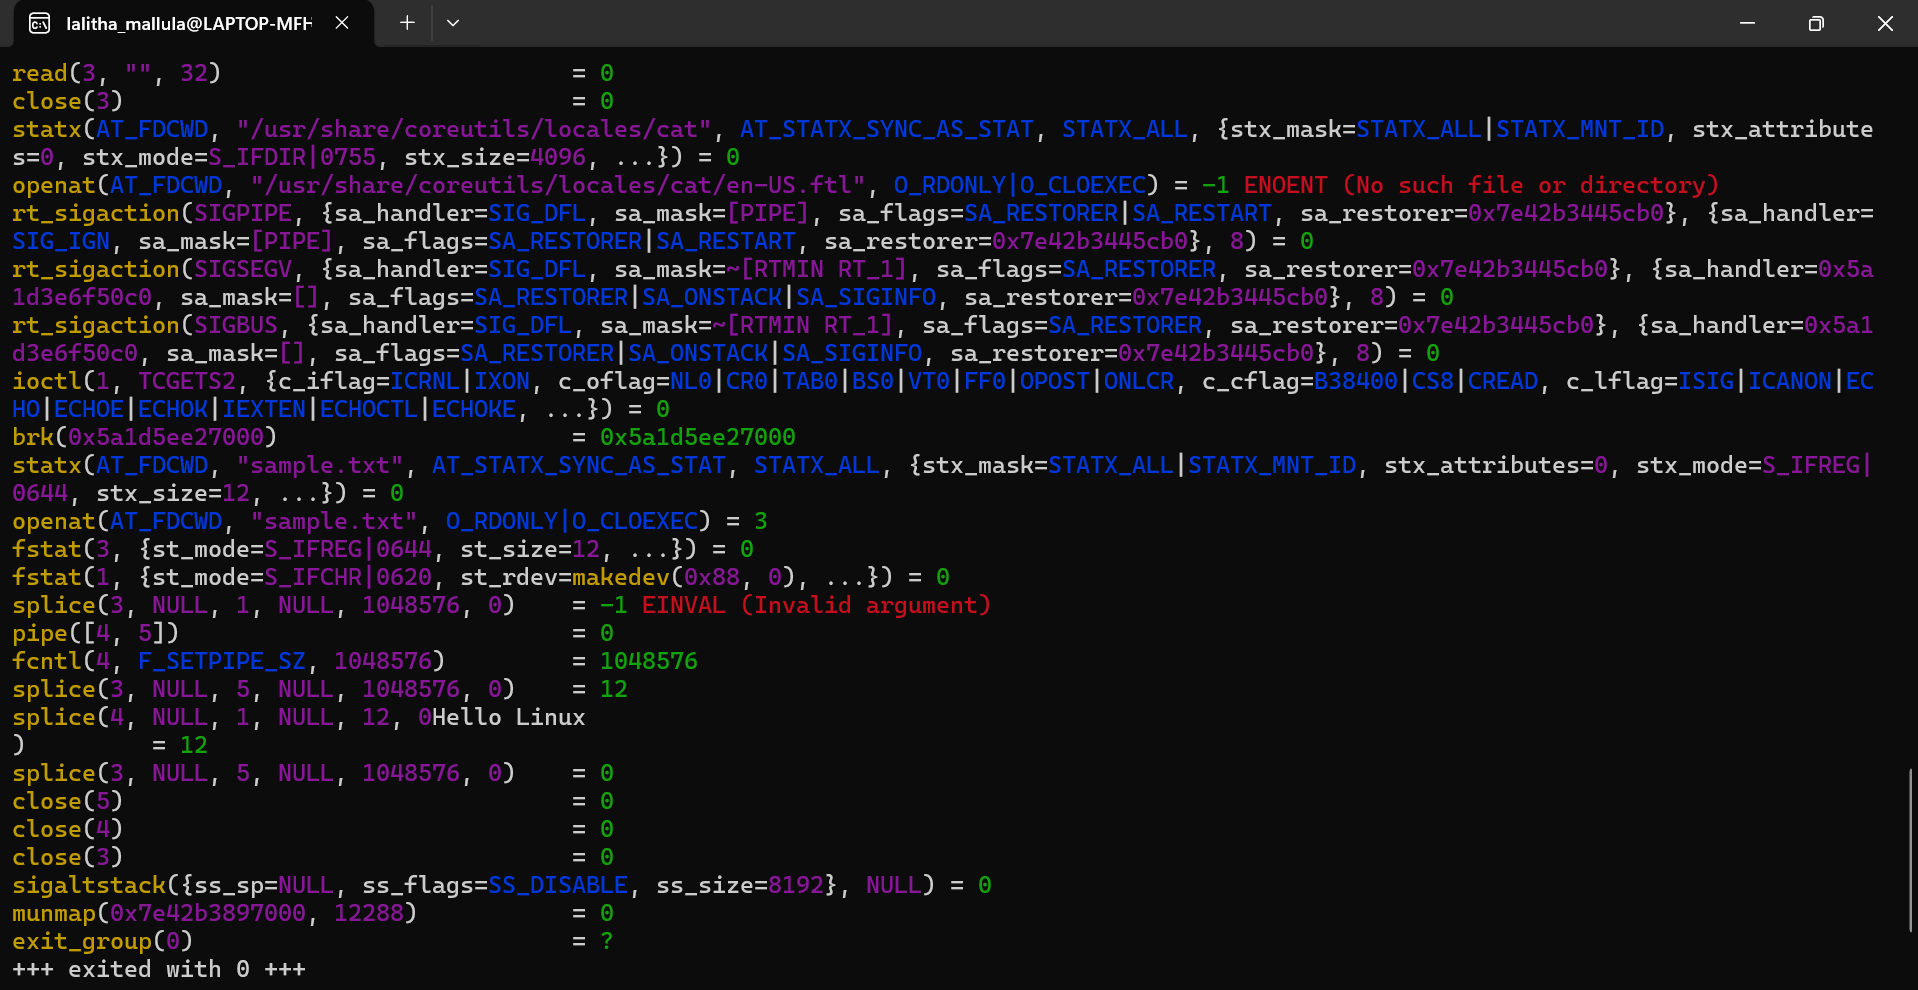 lalitha_mallula@LAPTOP-MFH
read(3, "", 32)                         = 0
close(3)                                = 0
statx(AT_FDCWD, "/usr/share/coreutils/locales/cat", AT_STATX_SYNC_AS_STAT, STATX_ALL, {stx_mask=STATX_ALL|STATX_MNT_ID, stx_attribute
s=0, stx_mode=S_IFDIR|0755, stx_size=4096, ...}) = 0
openat(AT_FDCWD, "/usr/share/coreutils/locales/cat/en-US.ftl", O_RDONLY|O_CLOEXEC) = -1 ENOENT (No such file or directory)
rt_sigaction(SIGPIPE, {sa_handler=SIG_DFL, sa_mask=[PIPE], sa_flags=SA_RESTORER|SA_RESTART, sa_restorer=0x7e42b3445cb0}, {sa_handler=
SIG_IGN, sa_mask=[PIPE], sa_flags=SA_RESTORER|SA_RESTART, sa_restorer=0x7e42b3445cb0}, 8) = 0
rt_sigaction(SIGSEGV, {sa_handler=SIG_DFL, sa_mask=~[RTMIN RT_1], sa_flags=SA_RESTORER, sa_restorer=0x7e42b3445cb0}, {sa_handler=0x5a
1d3e6f50c0, sa_mask=[], sa_flags=SA_RESTORER|SA_ONSTACK|SA_SIGINFO, sa_restorer=0x7e42b3445cb0}, 8) = 0
rt_sigaction(SIGBUS, {sa_handler=SIG_DFL, sa_mask=~[RTMIN RT_1], sa_flags=SA_RESTORER, sa_restorer=0x7e42b3445cb0}, {sa_handler=0x5a1
d3e6f50c0, sa_mask=[], sa_flags=SA_RESTORER|SA_ONSTACK|SA_SIGINFO, sa_restorer=0x7e42b3445cb0}, 8) = 0
ioctl(1, TCGETS2, {c_iflag=ICRNL|IXON, c_oflag=NL0|CR0|TAB0|BS0|VT0|FF0|OPOST|ONLCR, c_cflag=B38400|CS8|CREAD, c_lflag=ISIG|ICANON|EC
HO|ECHOE|ECHOK|IEXTEN|ECHOCTL|ECHOKE, ...}) = 0
brk(0x5a1d5ee27000)                     = 0x5a1d5ee27000
statx(AT_FDCWD, "sample.txt", AT_STATX_SYNC_AS_STAT, STATX_ALL, {stx_mask=STATX_ALL|STATX_MNT_ID, stx_attributes=0, stx_mode=S_IFREG|
0644, stx_size=12, ...}) = 0
openat(AT_FDCWD, "sample.txt", O_RDONLY|O_CLOEXEC) = 3
fstat(3, {st_mode=S_IFREG|0644, st_size=12, ...}) = 0
fstat(1, {st_mode=S_IFCHR|0620, st_rdev=makedev(0x88, 0), ...}) = 0
splice(3, NULL, 1, NULL, 1048576, 0)    = -1 EINVAL (Invalid argument)
pipe([4, 5])                            = 0
fcntl(4, F_SETPIPE_SZ, 1048576)         = 1048576
splice(3, NULL, 5, NULL, 1048576, 0)    = 12
splice(4, NULL, 1, NULL, 12, 0Hello Linux
)         = 12
splice(3, NULL, 5, NULL, 1048576, 0)    = 0
close(5)                                = 0
close(4)                                = 0
close(3)                                = 0
sigaltstack({ss_sp=NULL, ss_flags=SS_DISABLE, ss_size=8192}, NULL) = 0
munmap(0x7e42b3897000, 12288)           = 0
exit_group(0)                           = ?
+++ exited with 0 +++